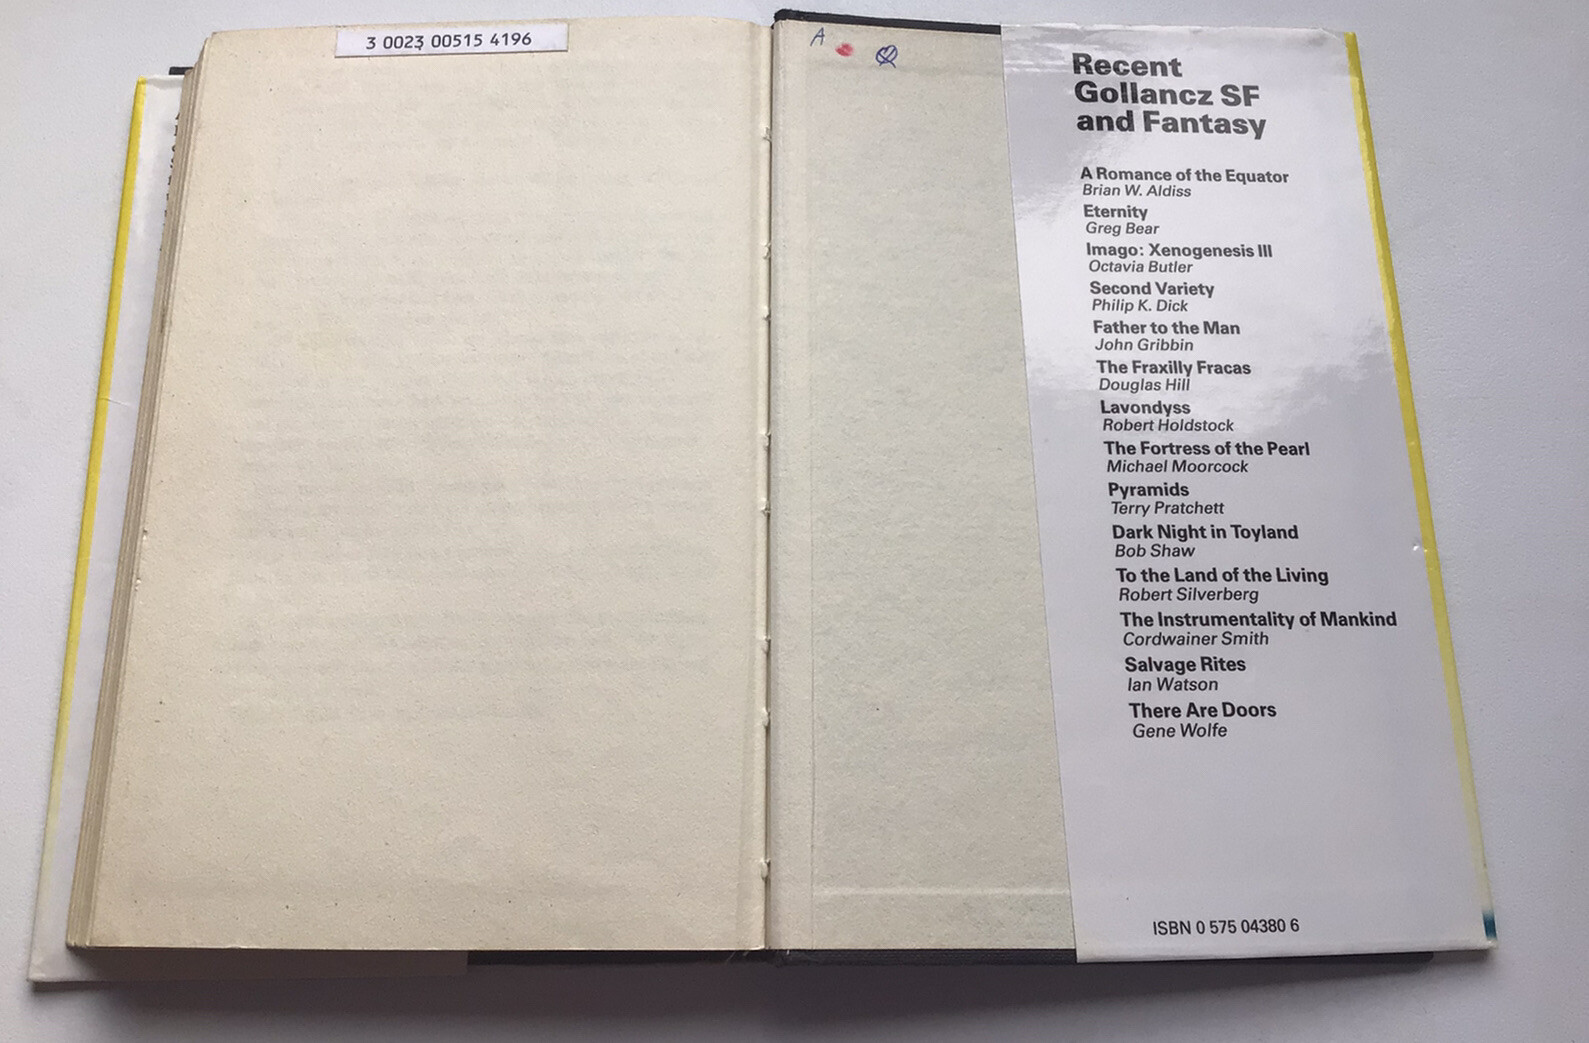 3 0023 00515 4196
A
Recent
Gollancz SF
and Fantasy
A Romance of the Equator
Brian W. Aldiss
Eternity
Greg Bear
Imago: Xenogenesis III
Octavia Butler
Second Variety
Philip K. Dick
Father to the Man
John Gribbin
The Fraxilly Fracas
Douglas Hill
Lavondyss
Robert Holdstock
The Fortress of the Pearl
Michael Moorcock
Pyramids
Terry Pratchett
Dark Night in Toyland
Bob Shaw
To the Land of the Living
Robert Silverberg
The Instrumentality of Mankind
Cordwainer Smith
Salvage Rites
Ian Watson
There Are Doors
Gene Wolfe
ISBN 0 575 04380 6